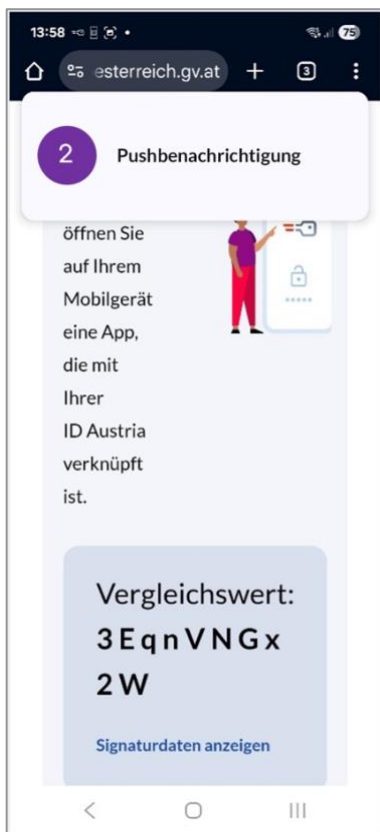 13:58
75
esterreich.gv.at
3
2
Pushbenachrichtigung
öffnen Sie
auf Ihrem
Mobilgerät
eine App,
die mit
Ihrer
ID Austria
verknüpft
ist.
Vergleichswert:
3EqnVNGx
2W
Signaturdaten anzeigen